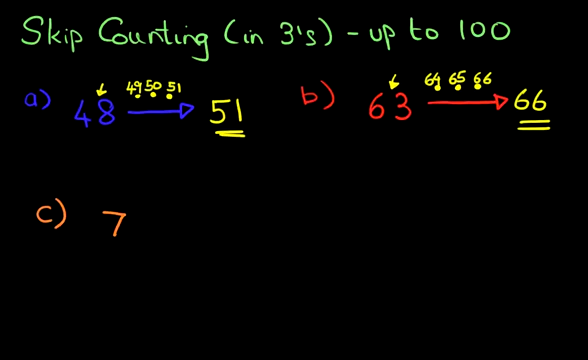 Skip Counting (in 3's) - up to 100
49 50 51
a) 48 → 51
64 65 66
b) 63 → 66
c) 7